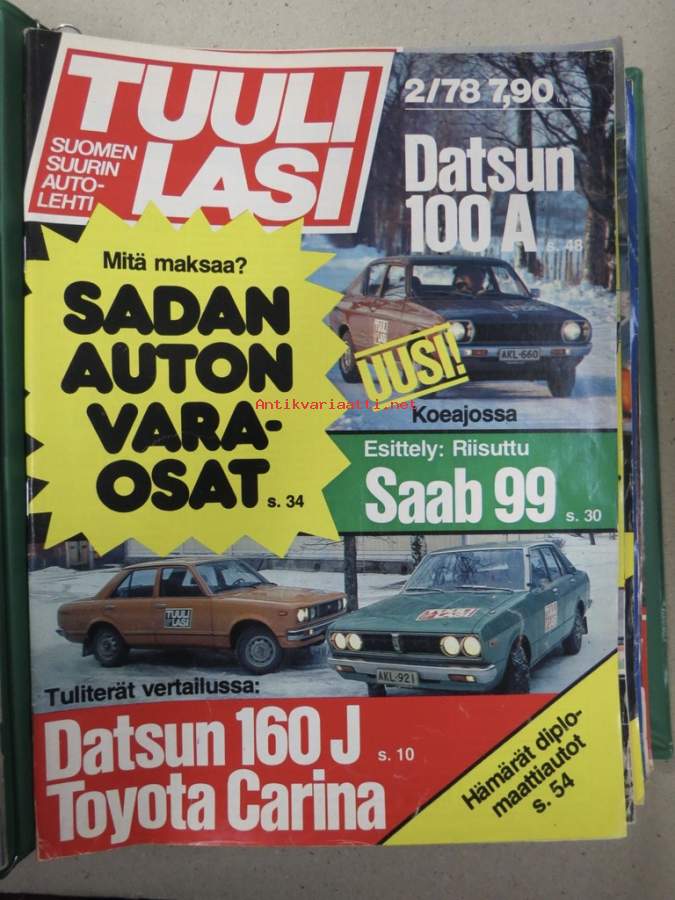 TUULI
LASI
SUOMEN
SUURIN
AUTO-
LEHTI
2/78 7,90
Datsun
100 A s. 48
Mitä maksaa?
SADAN
AUTON
VARA-
OSAT s. 34
AKL-660
UUSI!
Antikvariaatti.net
Koeajossa
Esittely: Riisuttu
Saab 99 s. 30
TUULI
LASI
AKL-921
Tuliterät vertailussa:
Datsun 160 J s. 10
Toyota Carina
Hämärät diplo-
maattiautot
s. 54